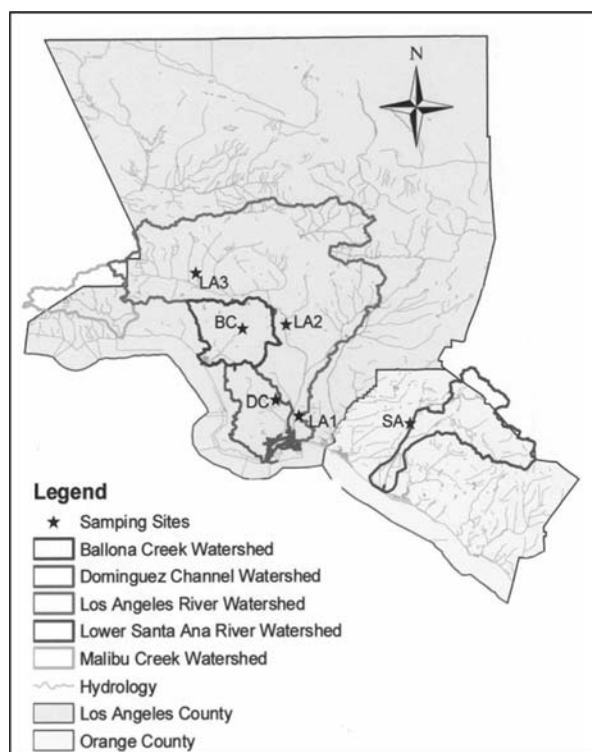 N
LA3
BC
LA2
DC
LA1
SA
Legend
Samping Sites
Ballona Creek Watershed
Dominguez Channel Watershed
Los Angeles River Watershed
Lower Santa Ana River Watershed
Malibu Creek Watershed
Hydrology
Los Angeles County
Orange County